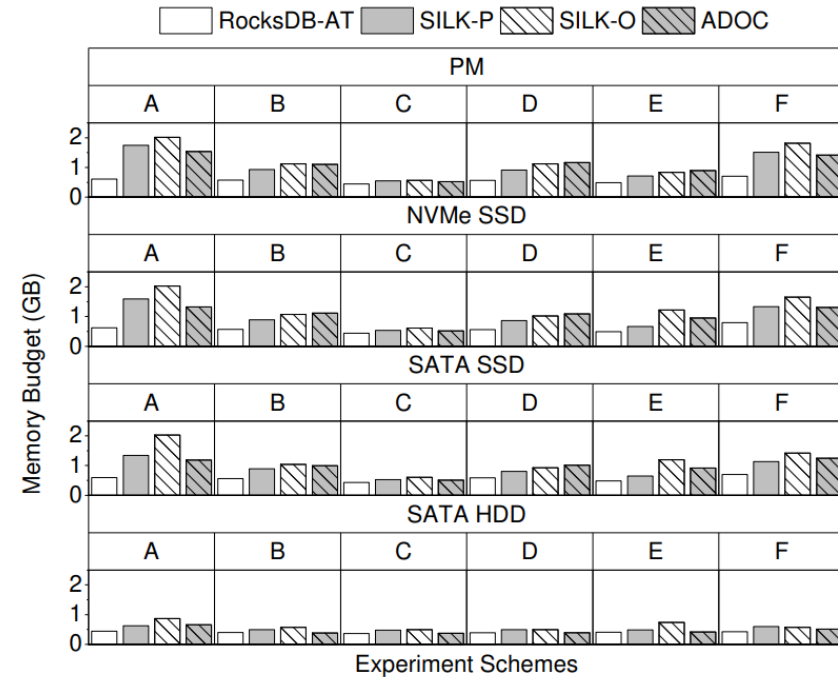 RocksDB-AT SILK-P SILK-O ADOC
PM
A B C D E F
2
1
0
NVMe SSD
A B C D E F
2
1
0
SATA SSD
A B C D E F
2
1
0
SATA HDD
A B C D E F
2
1
0
Memory Budget (GB)
Experiment Schemes